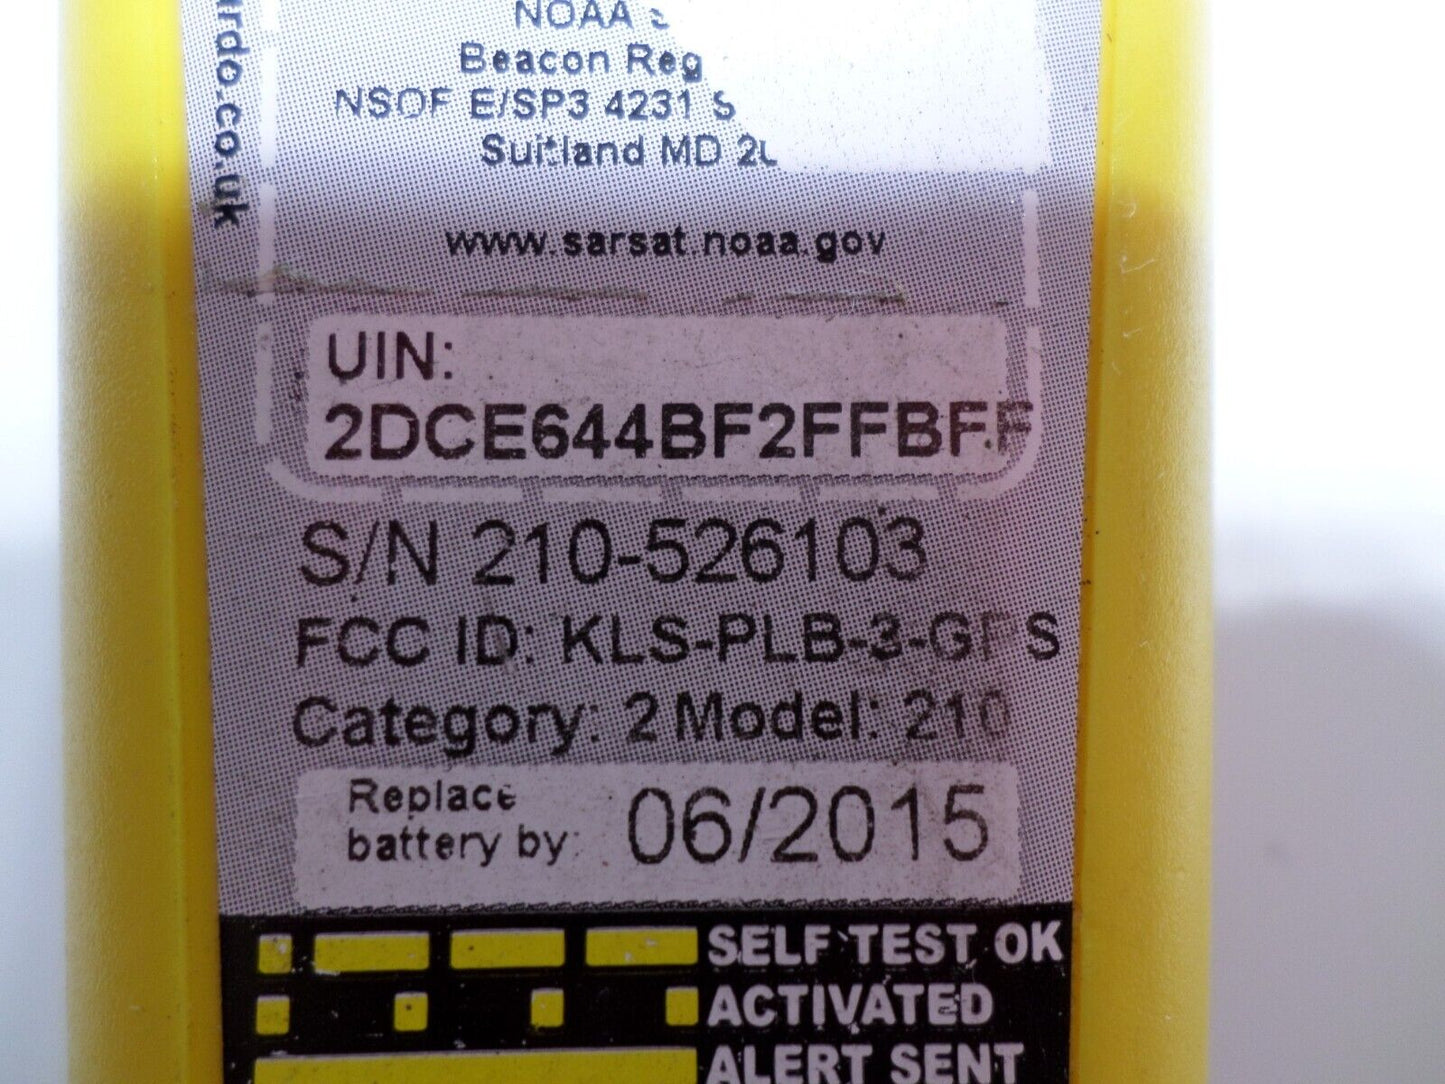 NOAA
Beacon Reg
NSOF E/SP3 4231 S
Suitland MD 20
www.sarsat.noaa.gov
rdo.co.uk
UIN:
2DCE644BF2FFBFF
S/N 210-526103
FCC ID: KLS-PLB-3-GPS
Category: 2 Model: 210
Replace
battery by: 06/2015
SELF TEST OK
ACTIVATED
ALERT SENT